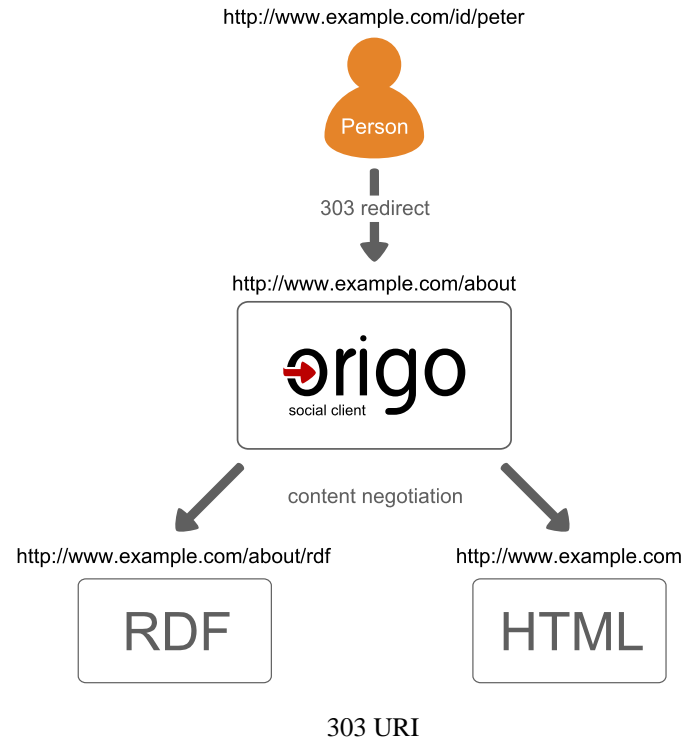 http://www.example.com/id/peter
Person
303 redirect
http://www.example.com/about
origo
social client
content negotiation
http://www.example.com/about/rdf
http://www.example.com
RDF
HTML
303 URI